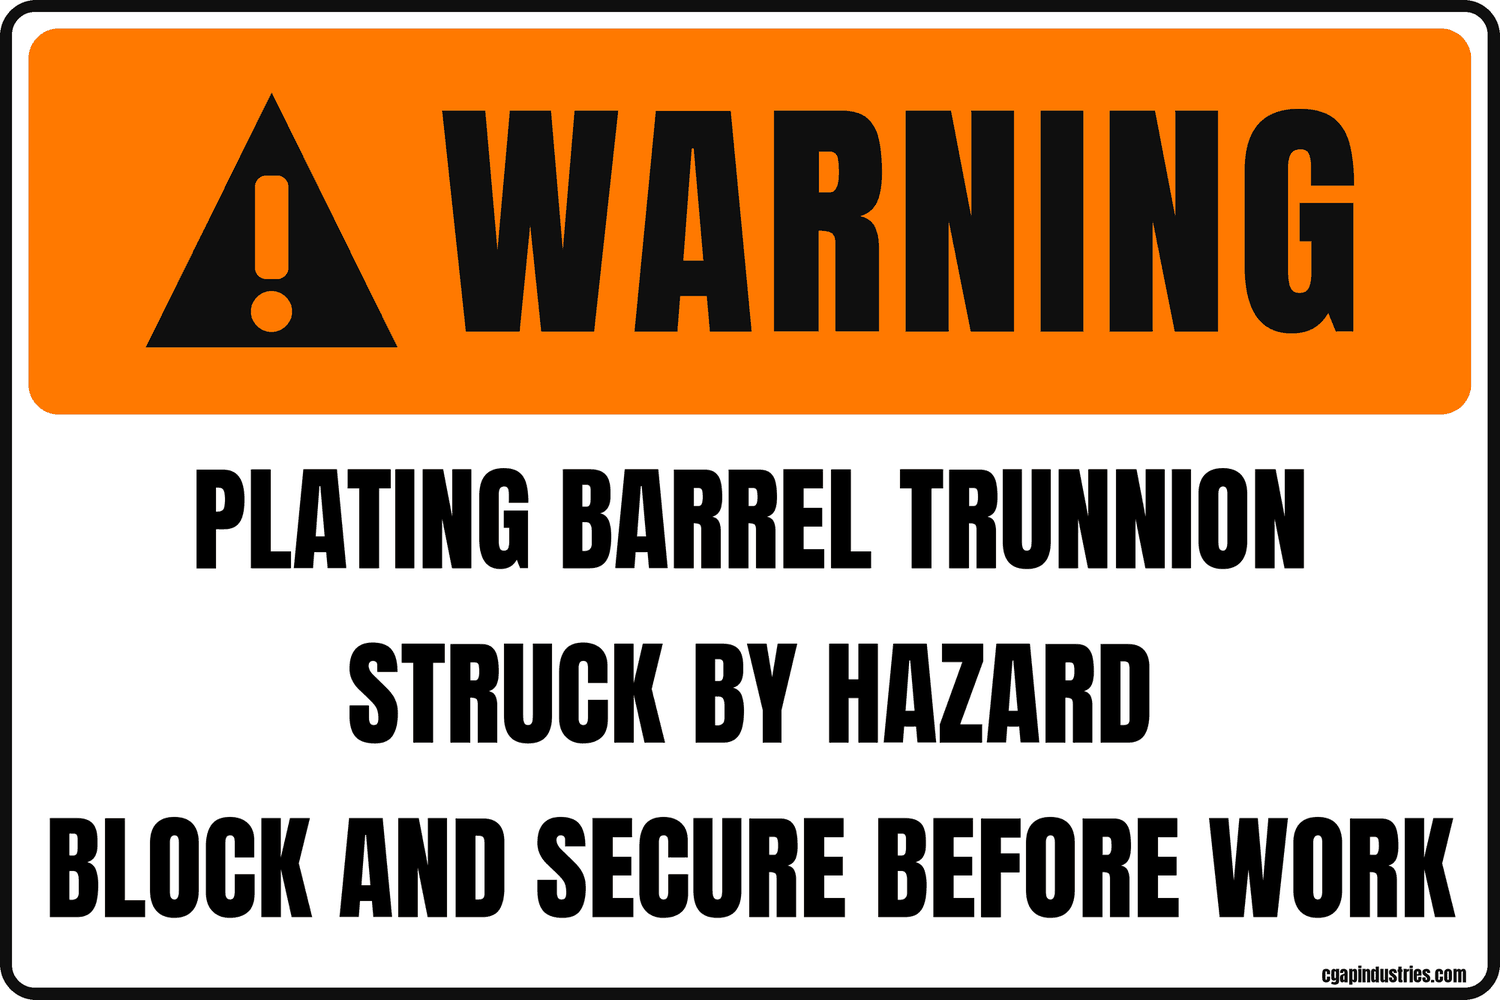 WARNING
PLATING BARREL TRUNNION
STRUCK BY HAZARD
BLOCK AND SECURE BEFORE WORK
cgapindustries.com